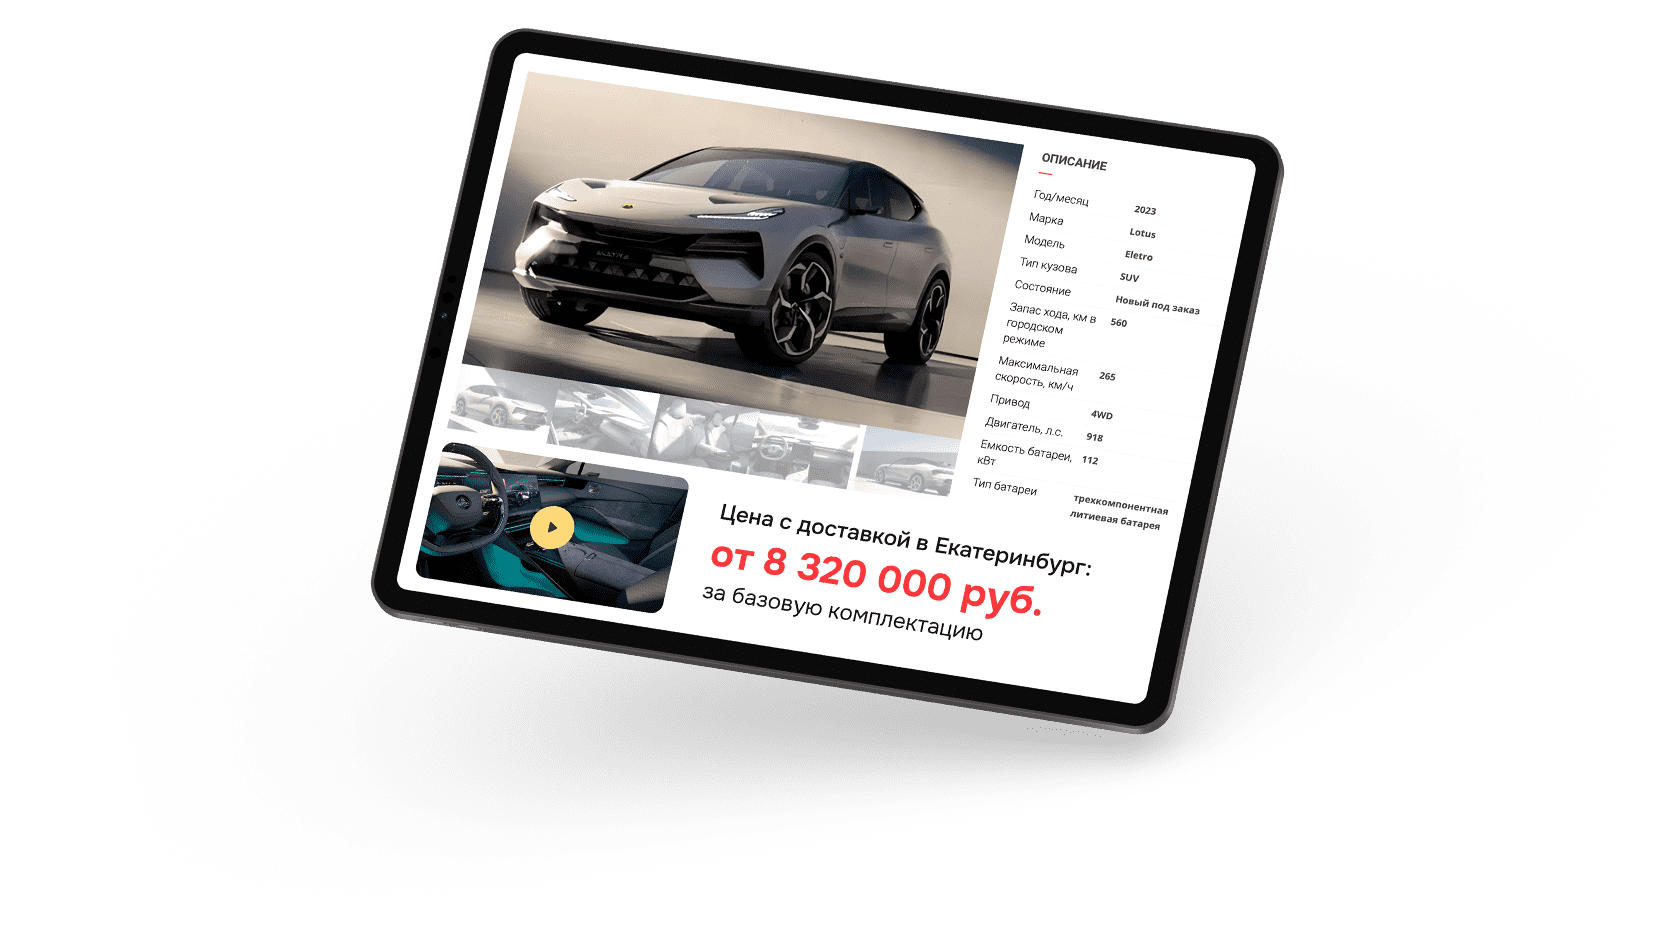 ОПИСАНИЕ
Год/месяц 2023
Марка Lotus
Модель Eletro
Тип кузова SUV
Состояние Новый под заказ
Запас хода, км в 560
городском
режиме
Максимальная 265
скорость, км/ч
Привод 4WD
Двигатель, л.с. 918
Емкость батареи, 112
кВт
Тип батареи трехкомпонентная
литиевая батарея
Цена с доставкой в Екатеринбург:
от 8 320 000 руб.
за базовую комплектацию